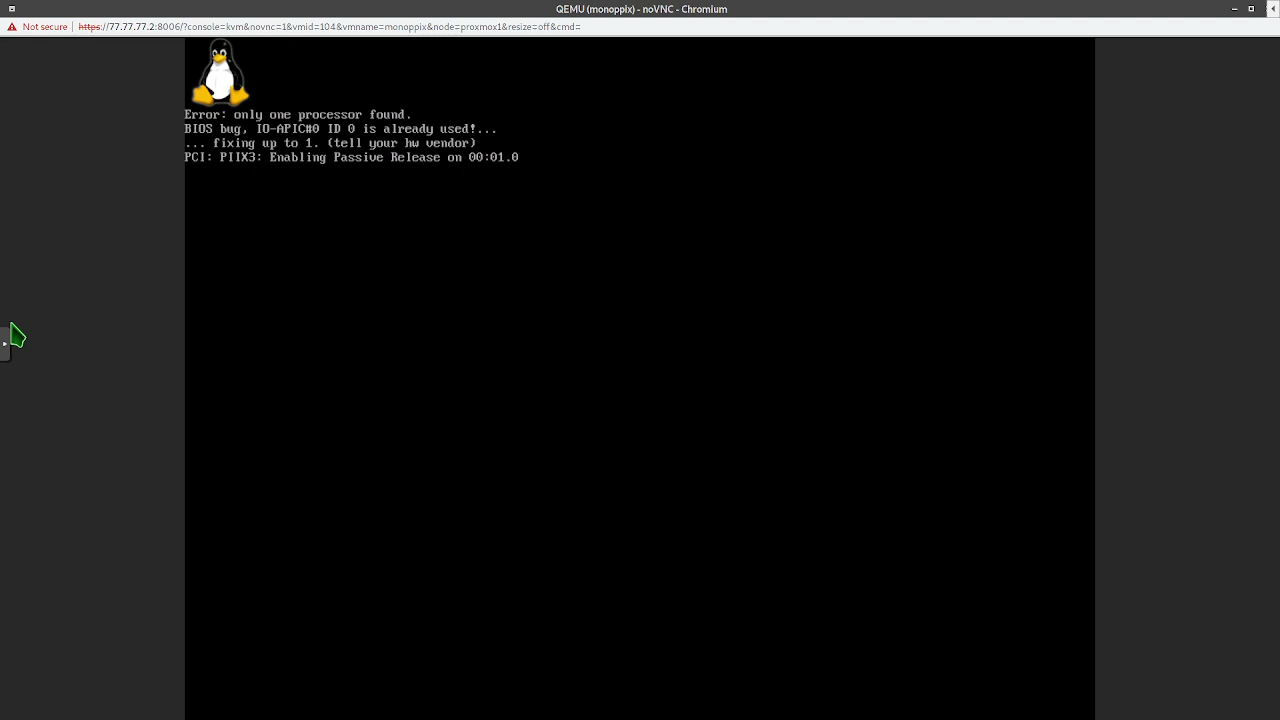 QEMU (monoppix) - noVNC - Chromium
Not secure | https://77.77.77.2:8006/?console=kvm&novnc=1&vmid=104&vmname=monoppix&node=proxmox1&resize=off&cmd=
Error: only one processor found.
BIOS bug, IO-APIC#0 ID 0 is already used!...
... fixing up to 1. (tell your hw vendor)
PCI: PIIX3: Enabling Passive Release on 00:01.0